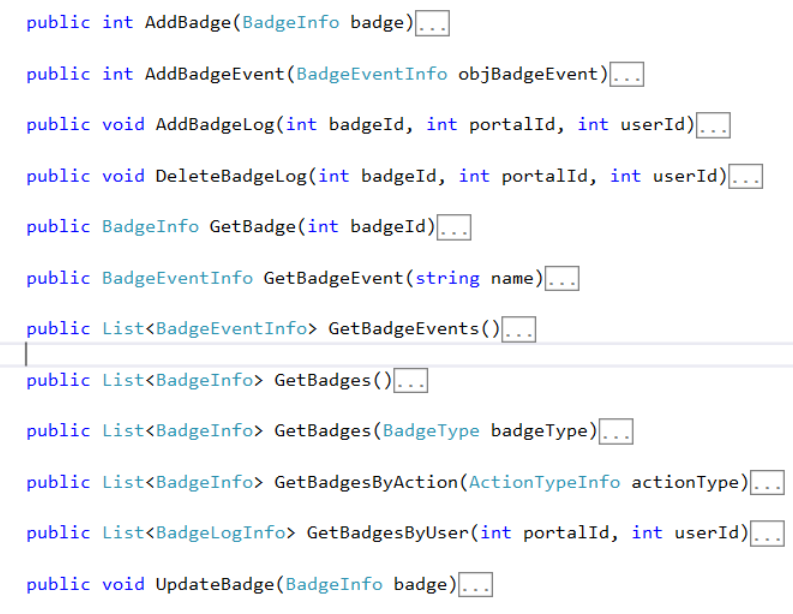 public int AddBadge(BadgeInfo badge)...
public int AddBadgeEvent(BadgeEventInfo objBadgeEvent)...
public void AddBadgeLog(int badgeId, int portalId, int userId)...
public void DeleteBadgeLog(int badgeId, int portalId, int userId)...
public BadgeInfo GetBadge(int badgeId)...
public BadgeEventInfo GetBadgeEvent(string name)...
public List<BadgeEventInfo> GetBadgeEvents()...
public List<BadgeInfo> GetBadges()...
public List<BadgeInfo> GetBadges(BadgeType badgeType)...
public List<BadgeInfo> GetBadgesByAction(ActionTypeInfo actionType)...
public List<BadgeLogInfo> GetBadgesByUser(int portalId, int userId)...
public void UpdateBadge(BadgeInfo badge)...